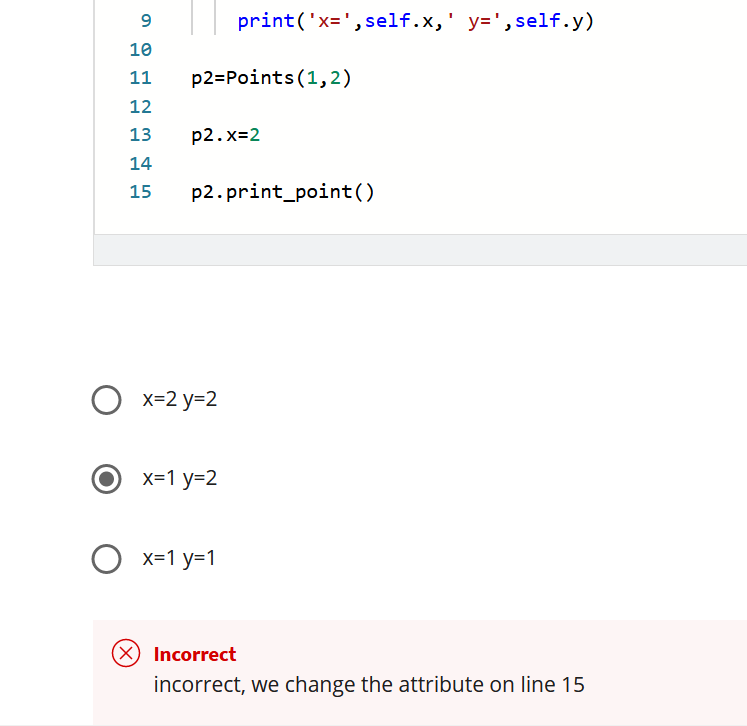 9 print('x=',self.x,' y=',self.y)
10
11 p2=Points(1,2)
12
13 p2.x=2
14
15 p2.print_point()
x=2 y=2
x=1 y=2
x=1 y=1
Incorrect
incorrect, we change the attribute on line 15